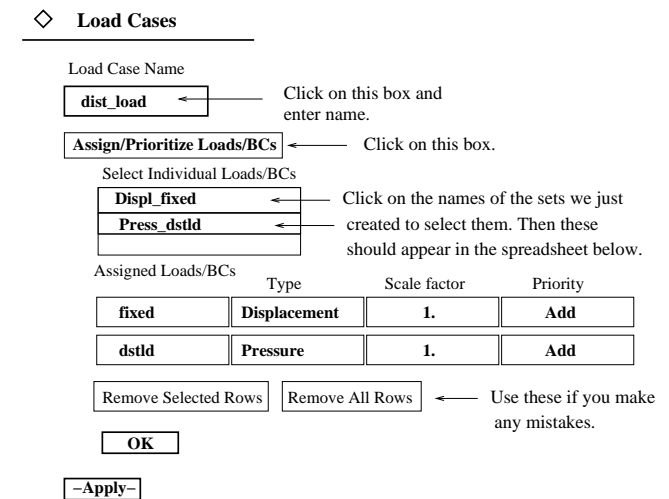 ◇ Load Cases
Load Case Name
dist_load
Click on this box and
enter name.
Assign/Prioritize Loads/BCs
Click on this box.
Select Individual Loads/BCs
Displ_fixed
Press_dstld
Click on the names of the sets we just
created to select them. Then these
should appear in the spreadsheet below.
Assigned Loads/BCs
Type Scale factor Priority
fixed Displacement 1. Add
dstld Pressure 1. Add
Remove Selected Rows Remove All Rows
Use these if you make
any mistakes.
OK
−Apply−